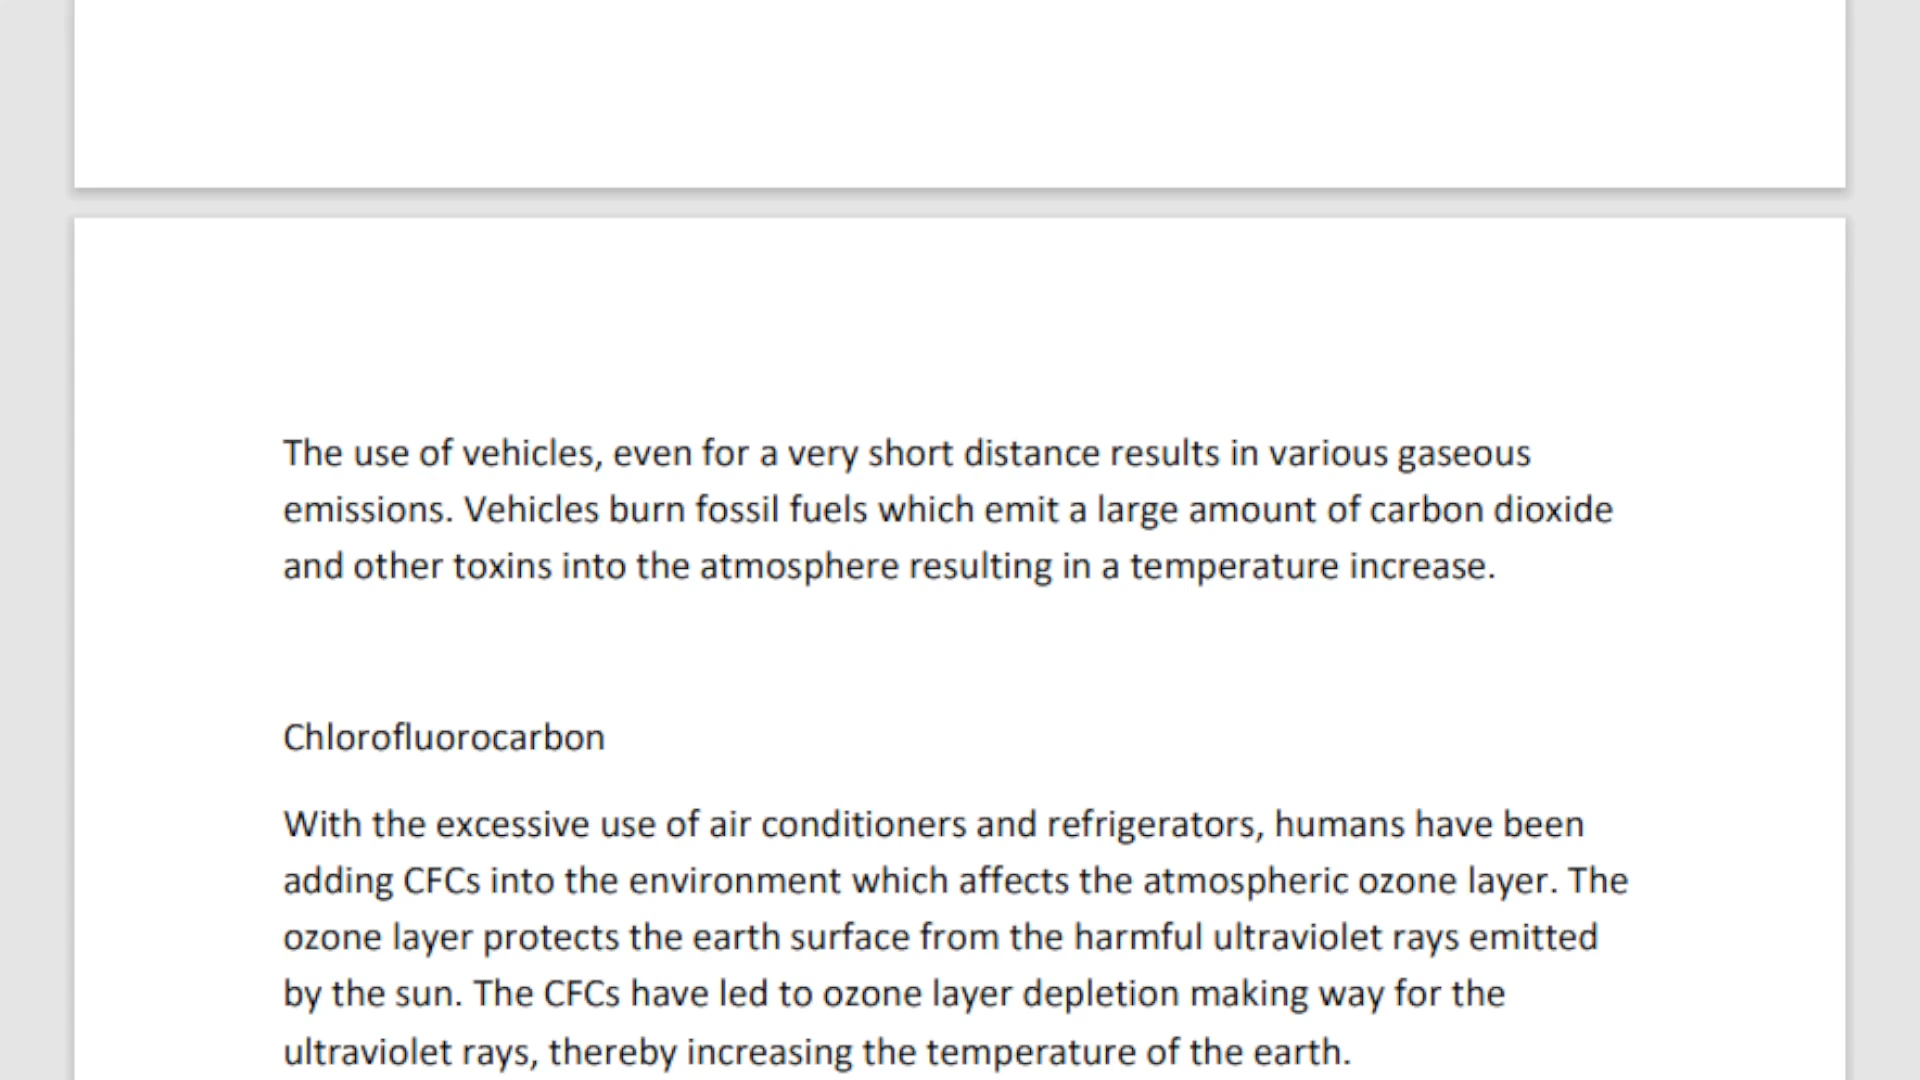 The use of vehicles, even for a very short distance results in various gaseous
emissions. Vehicles burn fossil fuels which emit a large amount of carbon dioxide
and other toxins into the atmosphere resulting in a temperature increase.
Chlorofluorocarbon
With the excessive use of air conditioners and refrigerators, humans have been
adding CFCs into the environment which affects the atmospheric ozone layer. The
ozone layer protects the earth surface from the harmful ultraviolet rays emitted
by the sun. The CFCs have led to ozone layer depletion making way for the
ultraviolet rays, thereby increasing the temperature of the earth.